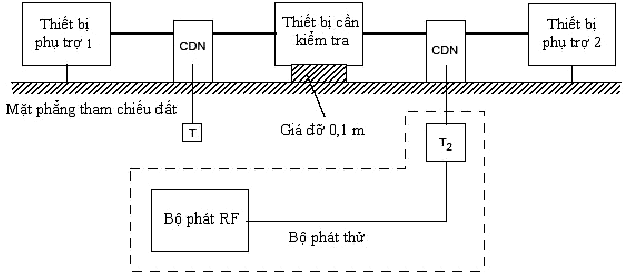 Thiết bị
phụ trợ 1
CDN
Thiết bị cần
kiểm tra
CDN
Thiết bị
phụ trợ 2
Mặt phẳng tham chiếu đất
T
Giá đỡ 0,1 m
T2
Bộ phát RF
Bộ phát thử